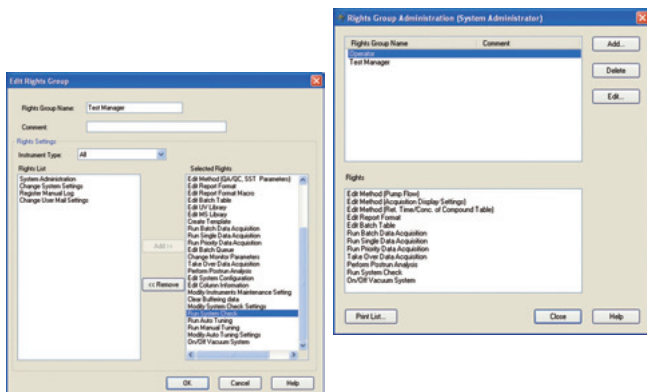 Edit Rights Group
Rights Group Name:
Test Manager
Comment:
Rights Settings
Instrument Type:
All
Rights List
System Administration
Change System Settings
Register Manual Log
Change User Mail Settings
Add >>
<< Remove
Selected Rights
Edit Method (QA/QC, SST Parameters)
Edit Report Format
Edit Report Format Macro
Edit Batch Table
Edit UV Library
Edit MS Library
Create Template
Run Batch Data Acquisition
Run Single Data Acquisition
Run Priority Data Acquisition
Edit Batch Queue
Change Monitor Parameters
Take Over Data Acquisition
Perform Postrun Analysis
Edit System Configuration
Edit Column Information
Modify Instruments Maintenance Setting
Clear Buffering data
Modify System Check Settings
Run System Check
Run Auto Tuning
Run Manual Tuning
Modify Auto Tuning Settings
On/Off Vacuum System
OK
Cancel
Help
Rights Group Administration (System Administrator)
Rights Group Name
Comment
Operator
Test Manager
Add...
Delete
Edit...
Rights
Edit Method (Pump Flow)
Edit Method (Acquisition Display Settings)
Edit Method (Ret. Time/Conc. of Compound Table)
Edit Report Format
Edit Batch Table
Run Batch Data Acquisition
Run Single Data Acquisition
Run Priority Data Acquisition
Take Over Data Acquisition
Perform Postrun Analysis
Run System Check
On/Off Vacuum System
Print List...
Close
Help